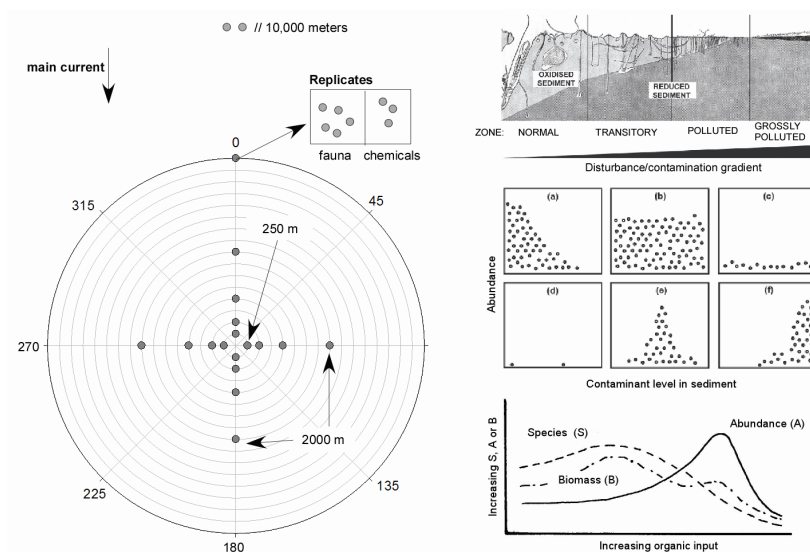 // 10,000 meters
main current
Replicates
fauna chemicals
0
45
315
250 m
270
2000 m
225
135
180
OXIDISED
SEDIMENT
REDUCED
SEDIMENT
ZONE: NORMAL TRANSITORY POLLUTED GROSSLY
POLLUTED
Disturbance/contamination gradient
(a) (b) (c)
(d) (e) (f)
Abundance
Contaminant level in sediment
Increasing S, A or B
Species (S)
Abundance (A)
Biomass (B)
Increasing organic input